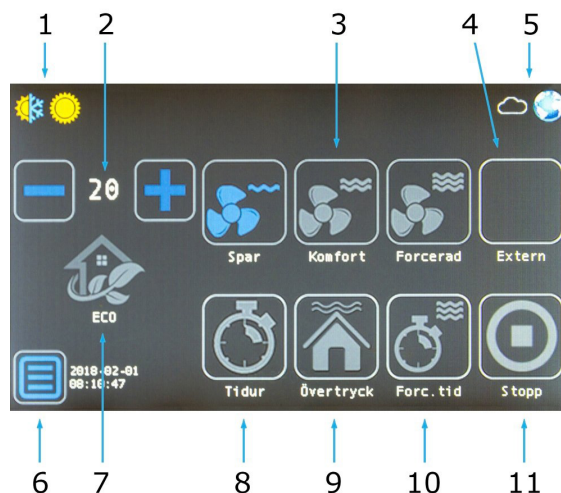 1 2 3 4 5
20
Spar Komfort Forcerad Extern
ECO
2018-02-01
08:10:47
Tidur Övertryck Forc.tid Stopp
6 7 8 9 10 11